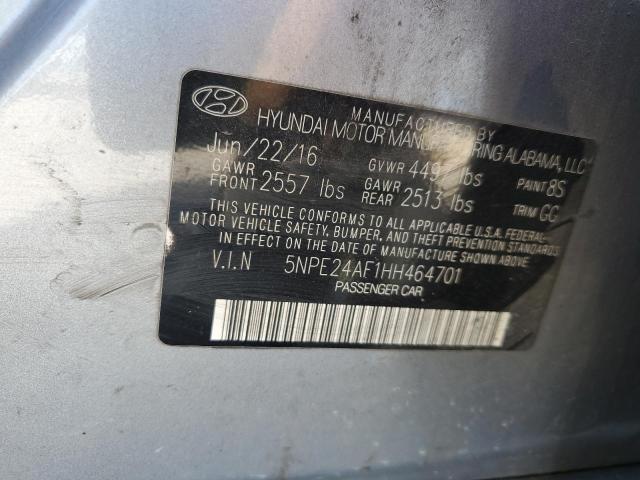 MANUFACTURED BY
HYUNDAI MOTOR MANUFACTURING ALABAMA, LLC
Jun/22/16 GVWR lbs PAINT 8S
GAWR FRONT 2557 lbs GAWR REAR 2513 lbs TRIM GC
THIS VEHICLE CONFORMS TO ALL APPLICABLE U.S.A. FEDERAL
MOTOR VEHICLE SAFETY, BUMPER, AND THEFT PREVENTION STANDARDS
IN EFFECT ON THE DATE OF MANUFACTURE SHOWN ABOVE.
V.I.N 5NPE24AF1HH464701
PASSENGER CAR